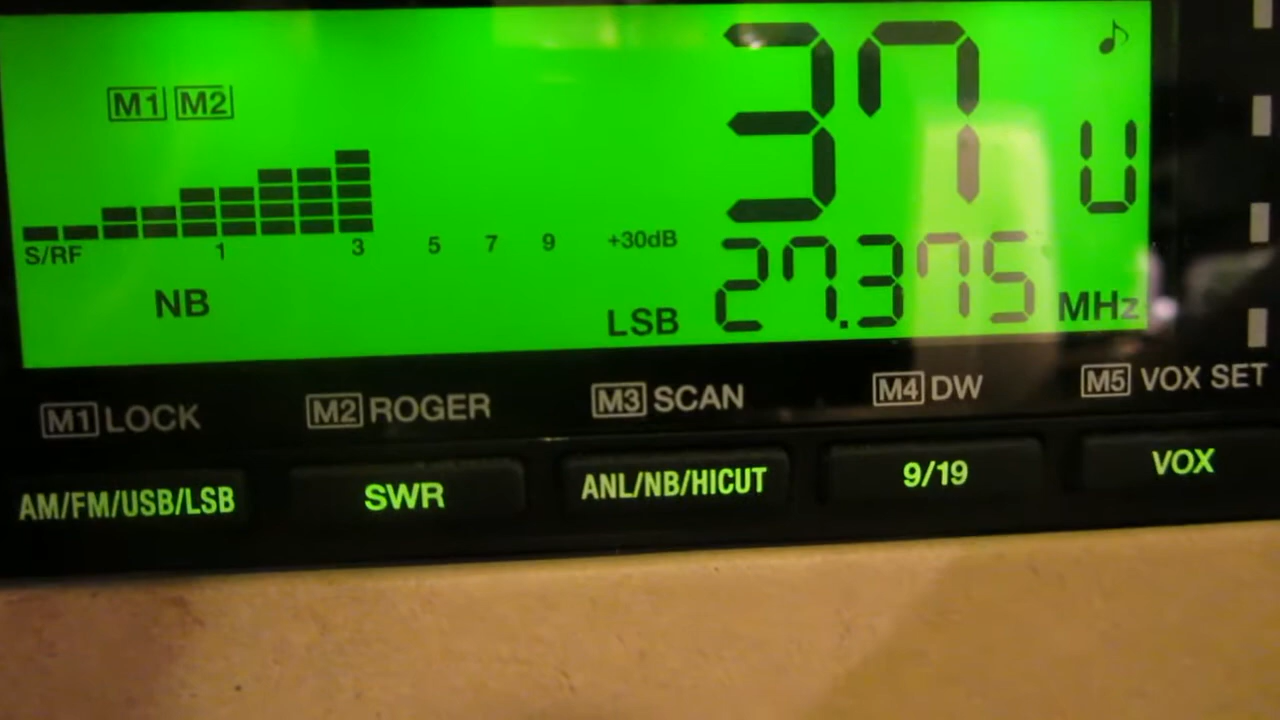 37
M1 M2
U
S/RF 1 3 5 7 9 +30dB
NB LSB 27.375 MHz
M1 LOCK M2 ROGER M3 SCAN M4 DW M5 VOX SET
AM/FM/USB/LSB SWR ANL/NB/HICUT 9/19 VOX